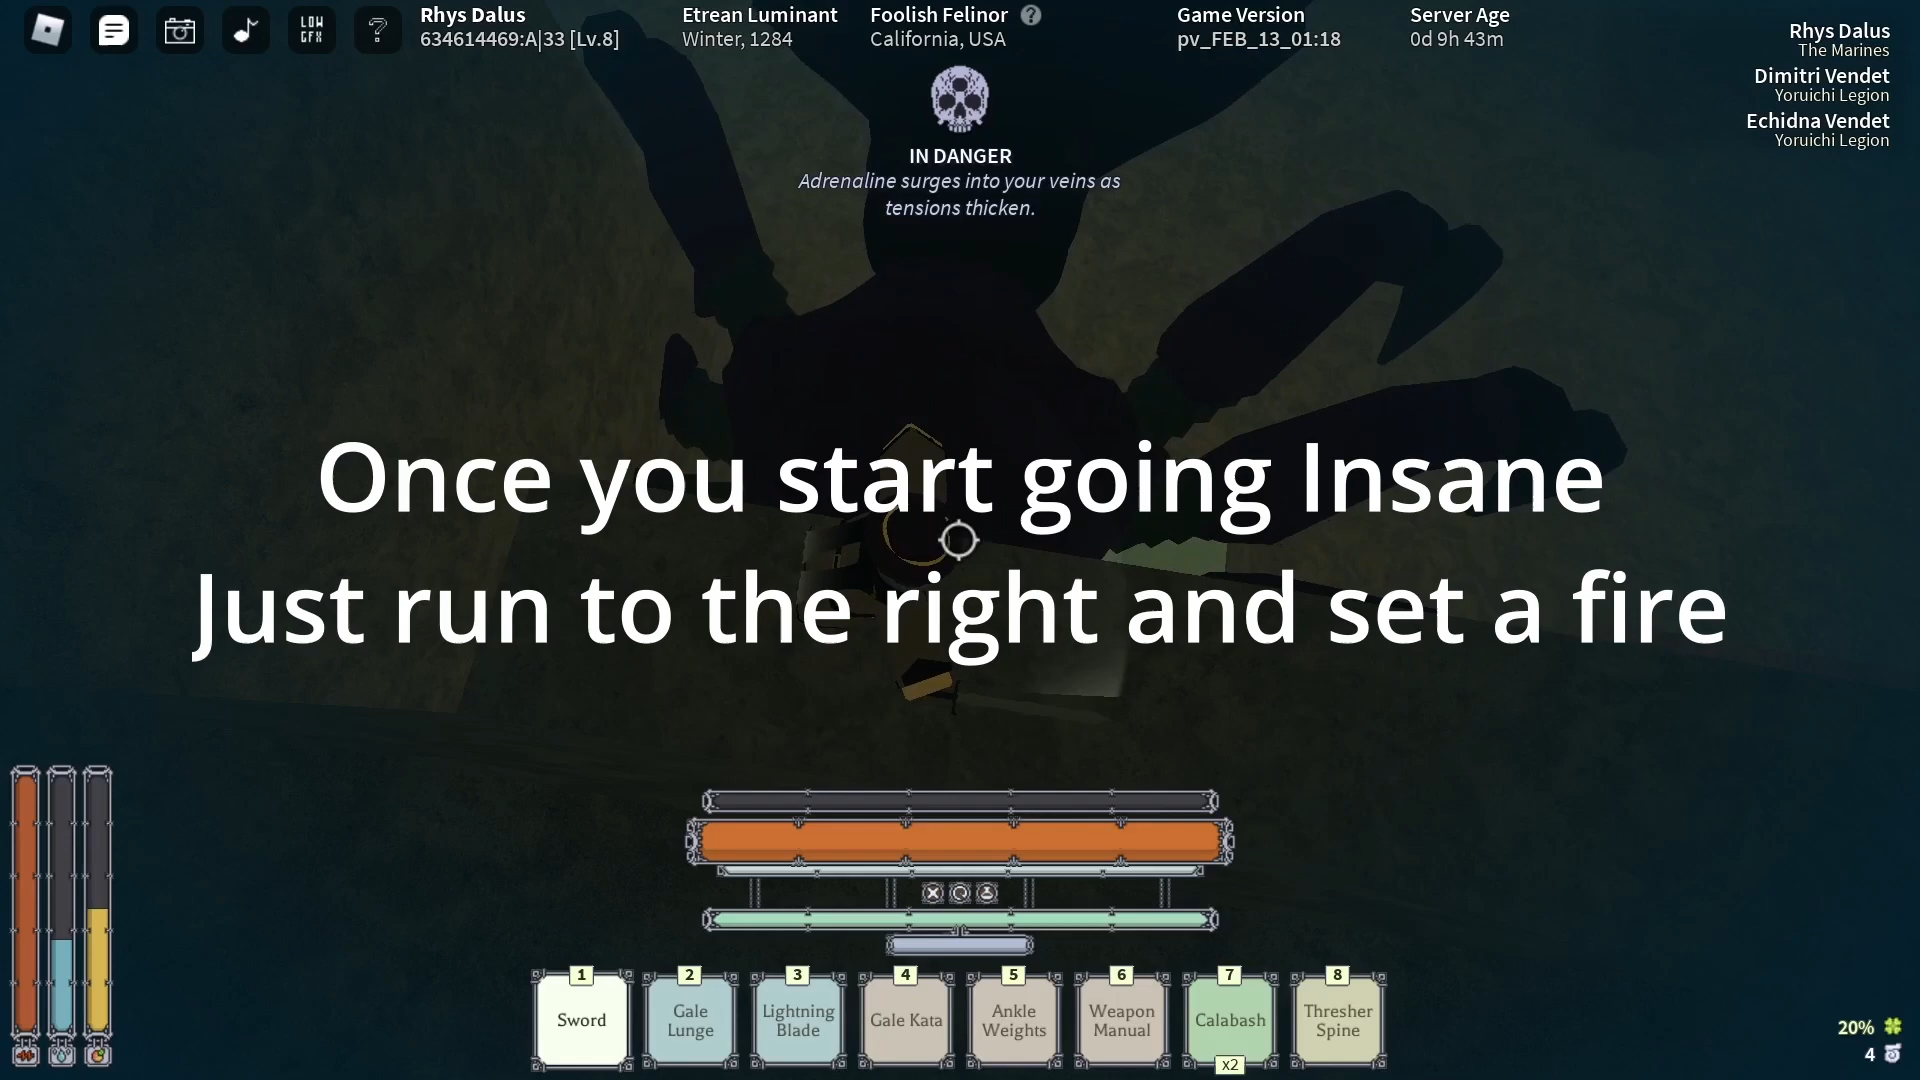 LOW
GFX
?
Rhys Dalus
634614469:A|33 [Lv.8]
Etrean Luminant
Winter, 1284
Foolish Felinor ?
California, USA
Game Version
pv_FEB_13_01:18
Server Age
0d 9h 43m
Rhys Dalus
The Marines
Dimitri Vendet
Yoruichi Legion
Echidna Vendet
Yoruichi Legion
IN DANGER
Adrenaline surges into your veins as
tensions thicken.
Once you start going Insane
Just run to the right and set a fire
1
Sword
2
Gale
Lunge
3
Lightning
Blade
4
Gale Kata
5
Ankle
Weights
6
Weapon
Manual
7
Calabash
x2
8
Thresher
Spine
20%
4